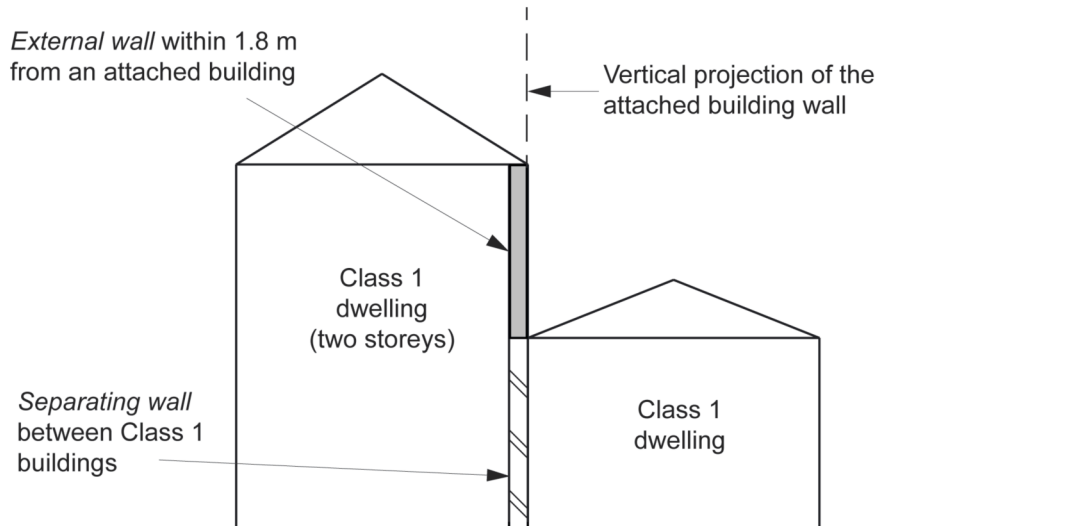 External wall within 1.8 m
from an attached building
Vertical projection of the
attached building wall
Class 1
dwelling
(two storeys)
Separating wall
between Class 1
buildings
Class 1
dwelling